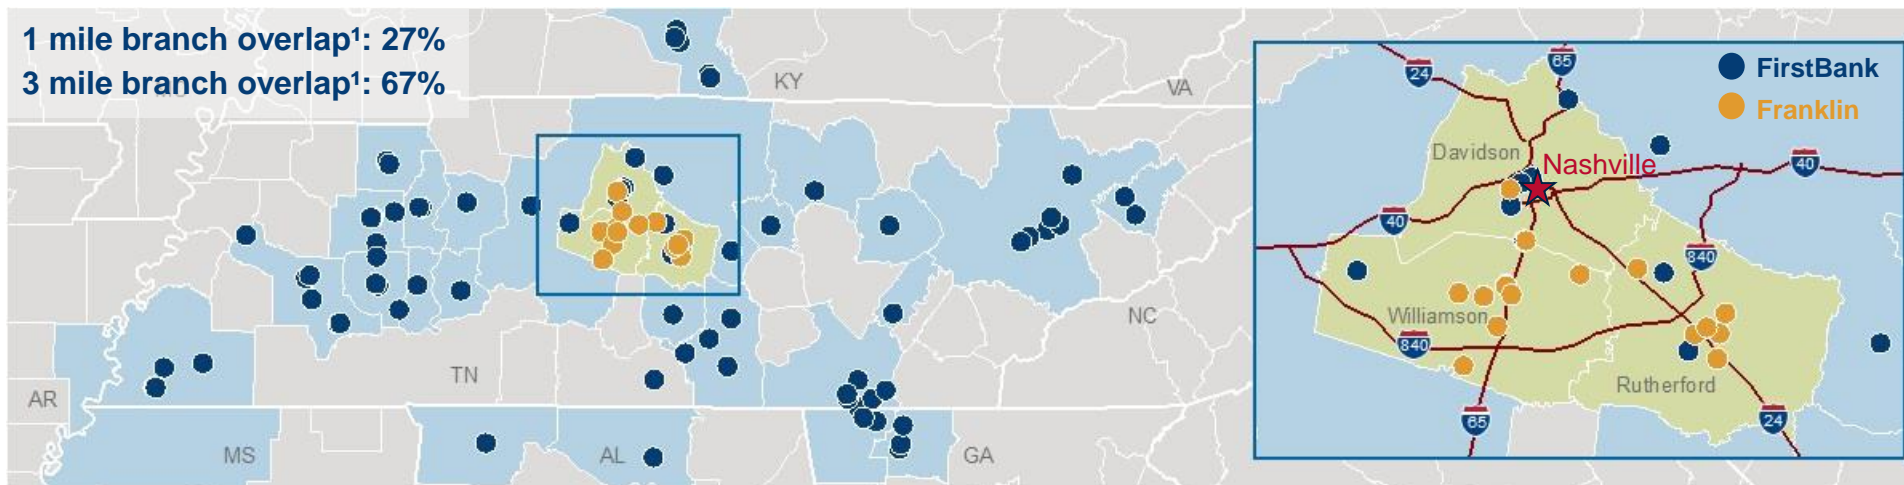 1 mile branch overlap¹: 27%
3 mile branch overlap¹: 67%
KY
VA
TN
NC
AR
MS
AL
GA
FirstBank
Franklin
24
65
Davidson
Nashville
40
40
840
Williamson
840
Rutherford
65
24